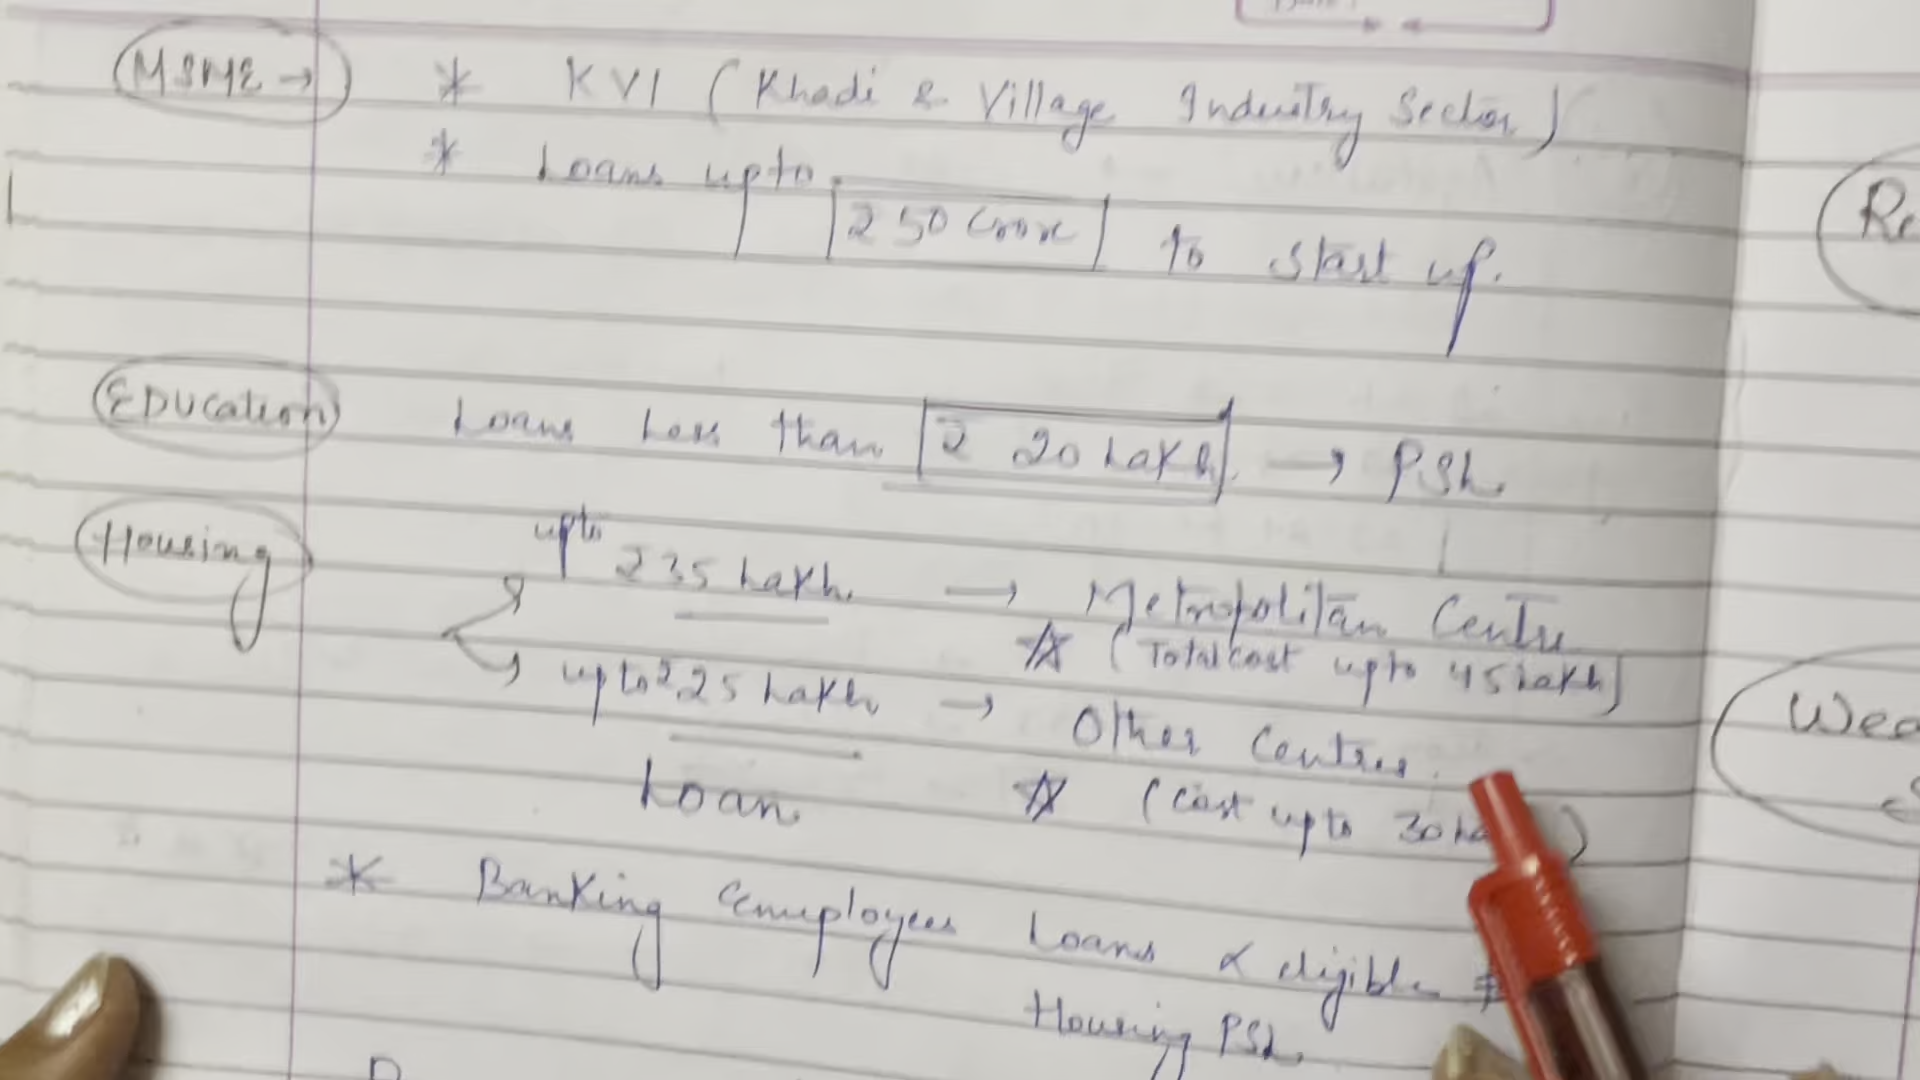 MSME → * KVI (Khadi & Village Industry Sector)
* Loans upto
₹ 50 Crore to start up.
Education Loans Less than ₹ 20 Lakh → PSL.
Housing upto ₹ 35 Lakh. → Metropolitan Centre
☆ (Total cost upto 45 Lakh)
upto ₹ 25 Lakh → Other Centres.
Loan ☆ (Cost upto 30 )
* Banking Employees Loans eligible
Housing PSL.
Re
Wea